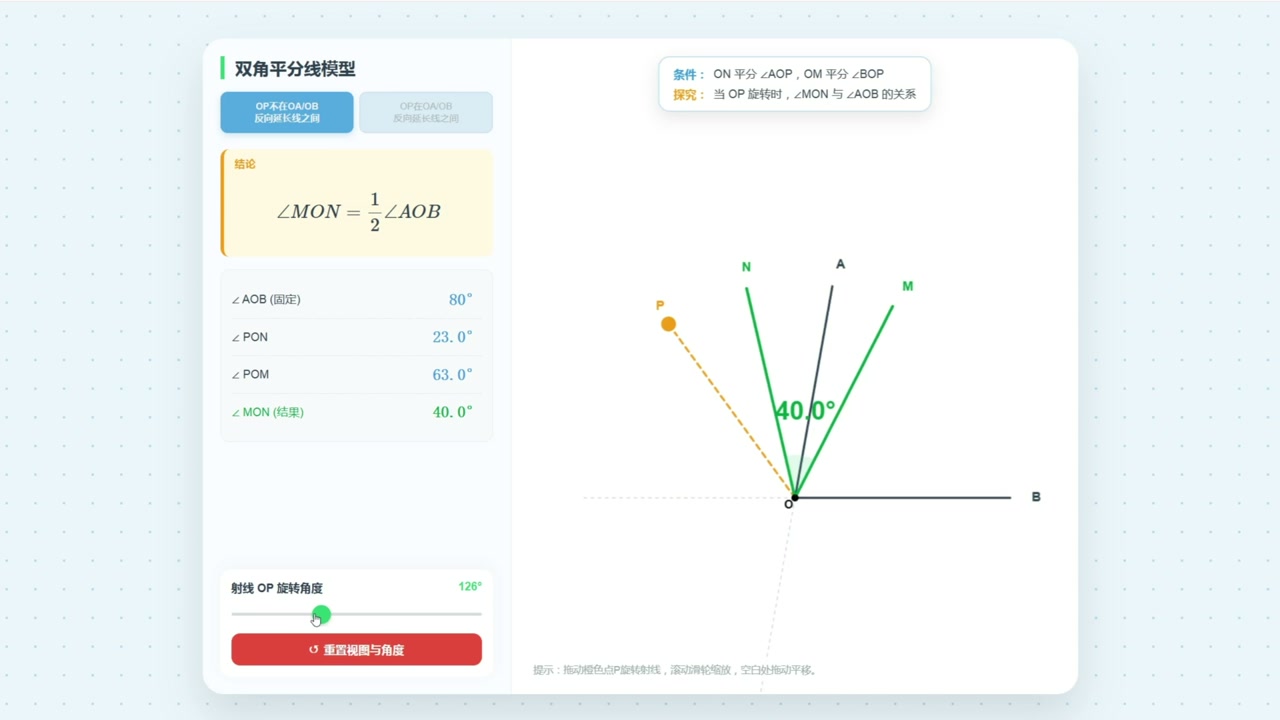 双角平分线模型
OP不在OA/OB
反向延长线之间
OP在OA/OB
反向延长线之间
结论
∠MON = 1/2 ∠AOB
∠ AOB (固定) 80°
∠ PON 23.0°
∠ POM 63.0°
∠ MON (结果) 40.0°
射线 OP 旋转角度 126°
↺ 重置视图与角度
条件： ON 平分 ∠AOP，OM 平分 ∠BOP
探究： 当 OP 旋转时，∠MON 与 ∠AOB 的关系
N
A
M
P
40.0°
O
B
提示：拖动橙色点P旋转射线，滚动滑轮缩放，空白处拖动平移。